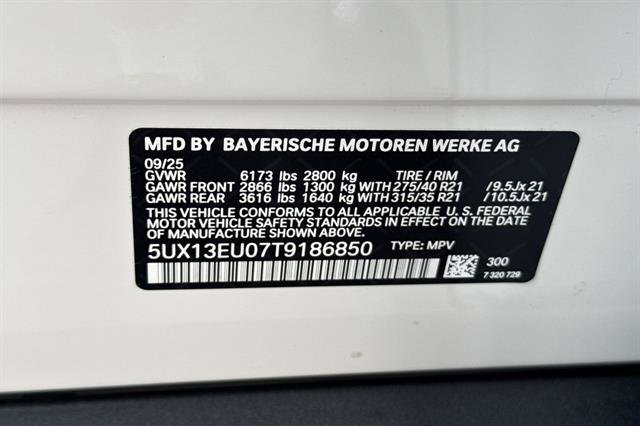 MFD BY BAYERISCHE MOTOREN WERKE AG
09/25
GVWR 6173 lbs 2800 kg TIRE / RIM
GAWR FRONT 2866 lbs 1300 kg WITH 275/40 R21 /9.5Jx 21
GAWR REAR 3616 lbs 1640 kg WITH 315/35 R21 /10.5Jx 21
THIS VEHICLE CONFORMS TO ALL APPLICABLE U. S. FEDERAL
MOTOR VEHICLE SAFETY STANDARDS IN EFFECT ON THE DATE
OF MANUFACTURE SHOWN ABOVE.
5UX13EU07T9186850 TYPE: MPV
300
7 320 729